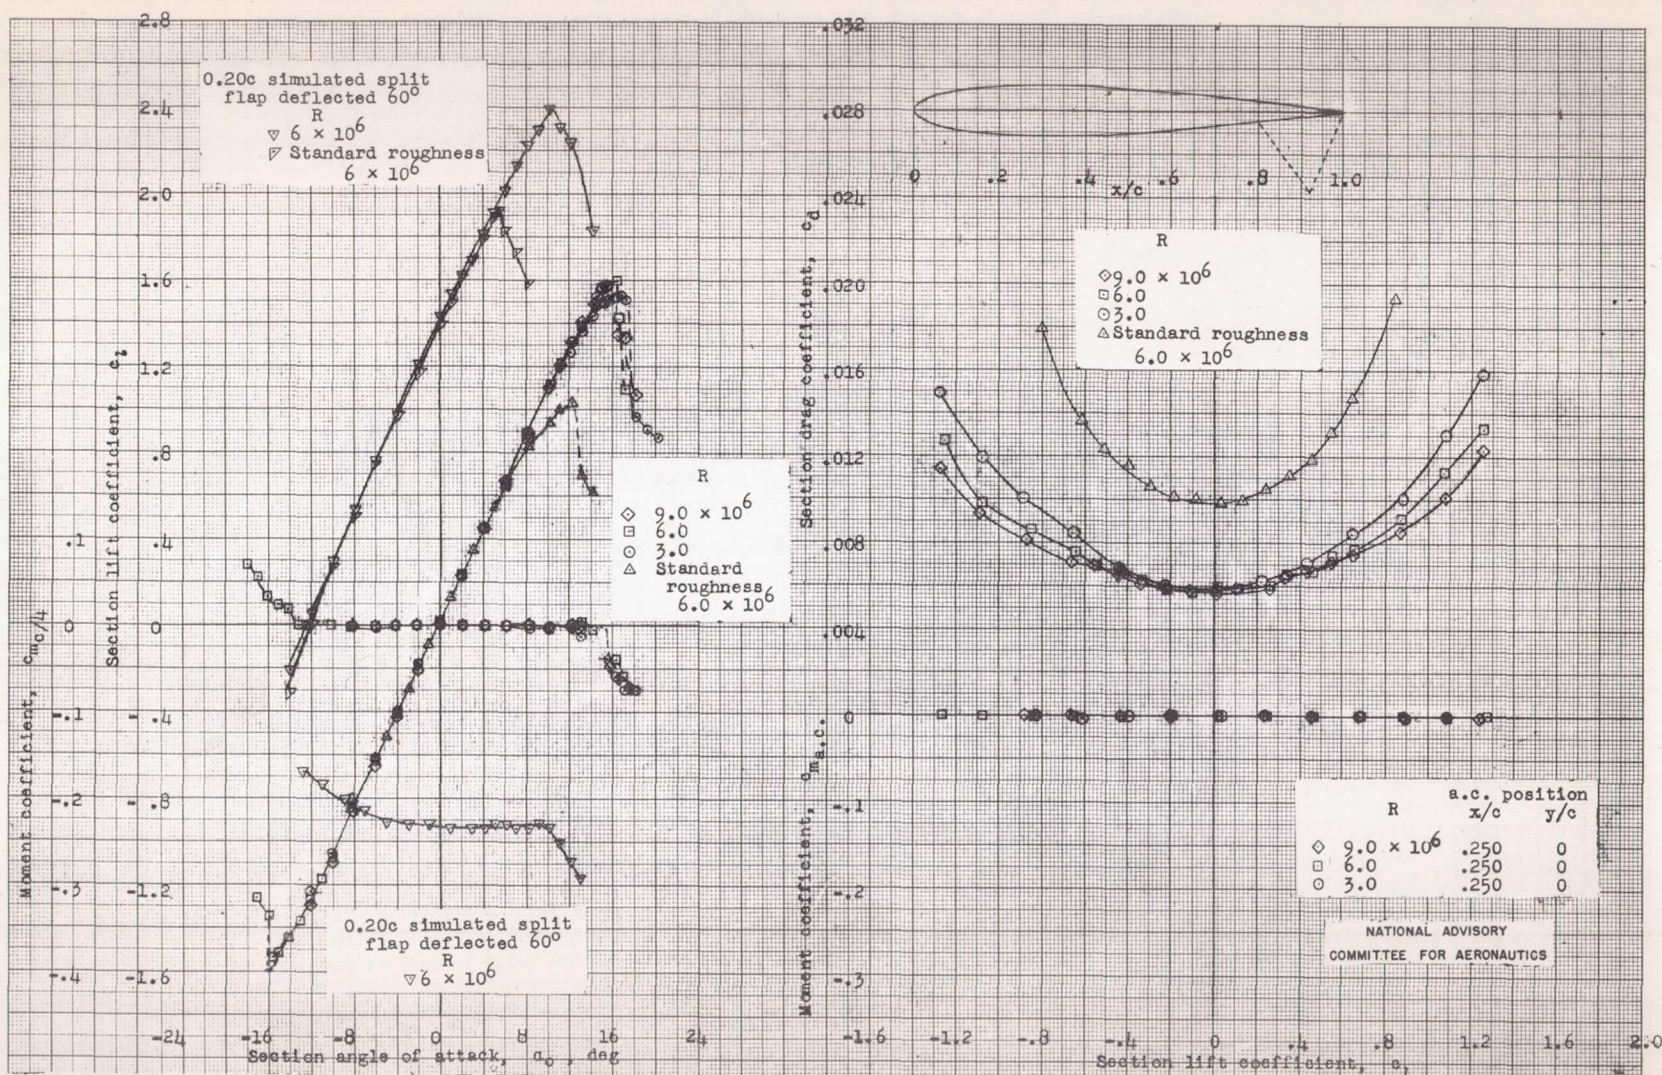 0.20c simulated split
flap deflected 60°
R
▽ 6 × 10⁶
Standard roughness
6 × 10⁶
2.8
2.4
2.0
1.6
1.2
.8
.4
0
-.4
-.8
-1.2
-1.6
Section lift coefficient, c_l
.1
0
-.1
-.2
-.3
-.4
Moment coefficient, c_m_c/4
R
◇ 9.0 × 10⁶
□ 6.0
○ 3.0
△ Standard
roughness
6.0 × 10⁶
0.20c simulated split
flap deflected 60°
R
▽ 6 × 10⁶
-24 -16 -8 0 8 16 24
Section angle of attack, α₀, deg
.032
.028
.024
.020
.016
.012
.008
.004
0
-.1
-.2
-.3
Section drag coefficient, c_d
Moment coefficient, c_m_a.c.
0 .2 .4 .6 .8 1.0
x/c
R
◇ 9.0 × 10⁶
□ 6.0
○ 3.0
△ Standard roughness
6.0 × 10⁶
a.c. position
R x/c y/c
◇ 9.0 × 10⁶ .250 0
□ 6.0 .250 0
○ 3.0 .250 0
NATIONAL ADVISORY
COMMITTEE FOR AERONAUTICS
-1.6 -1.2 -.8 -.4 0 .4 .8 1.2 1.6 2.0
Section lift coefficient, c_l